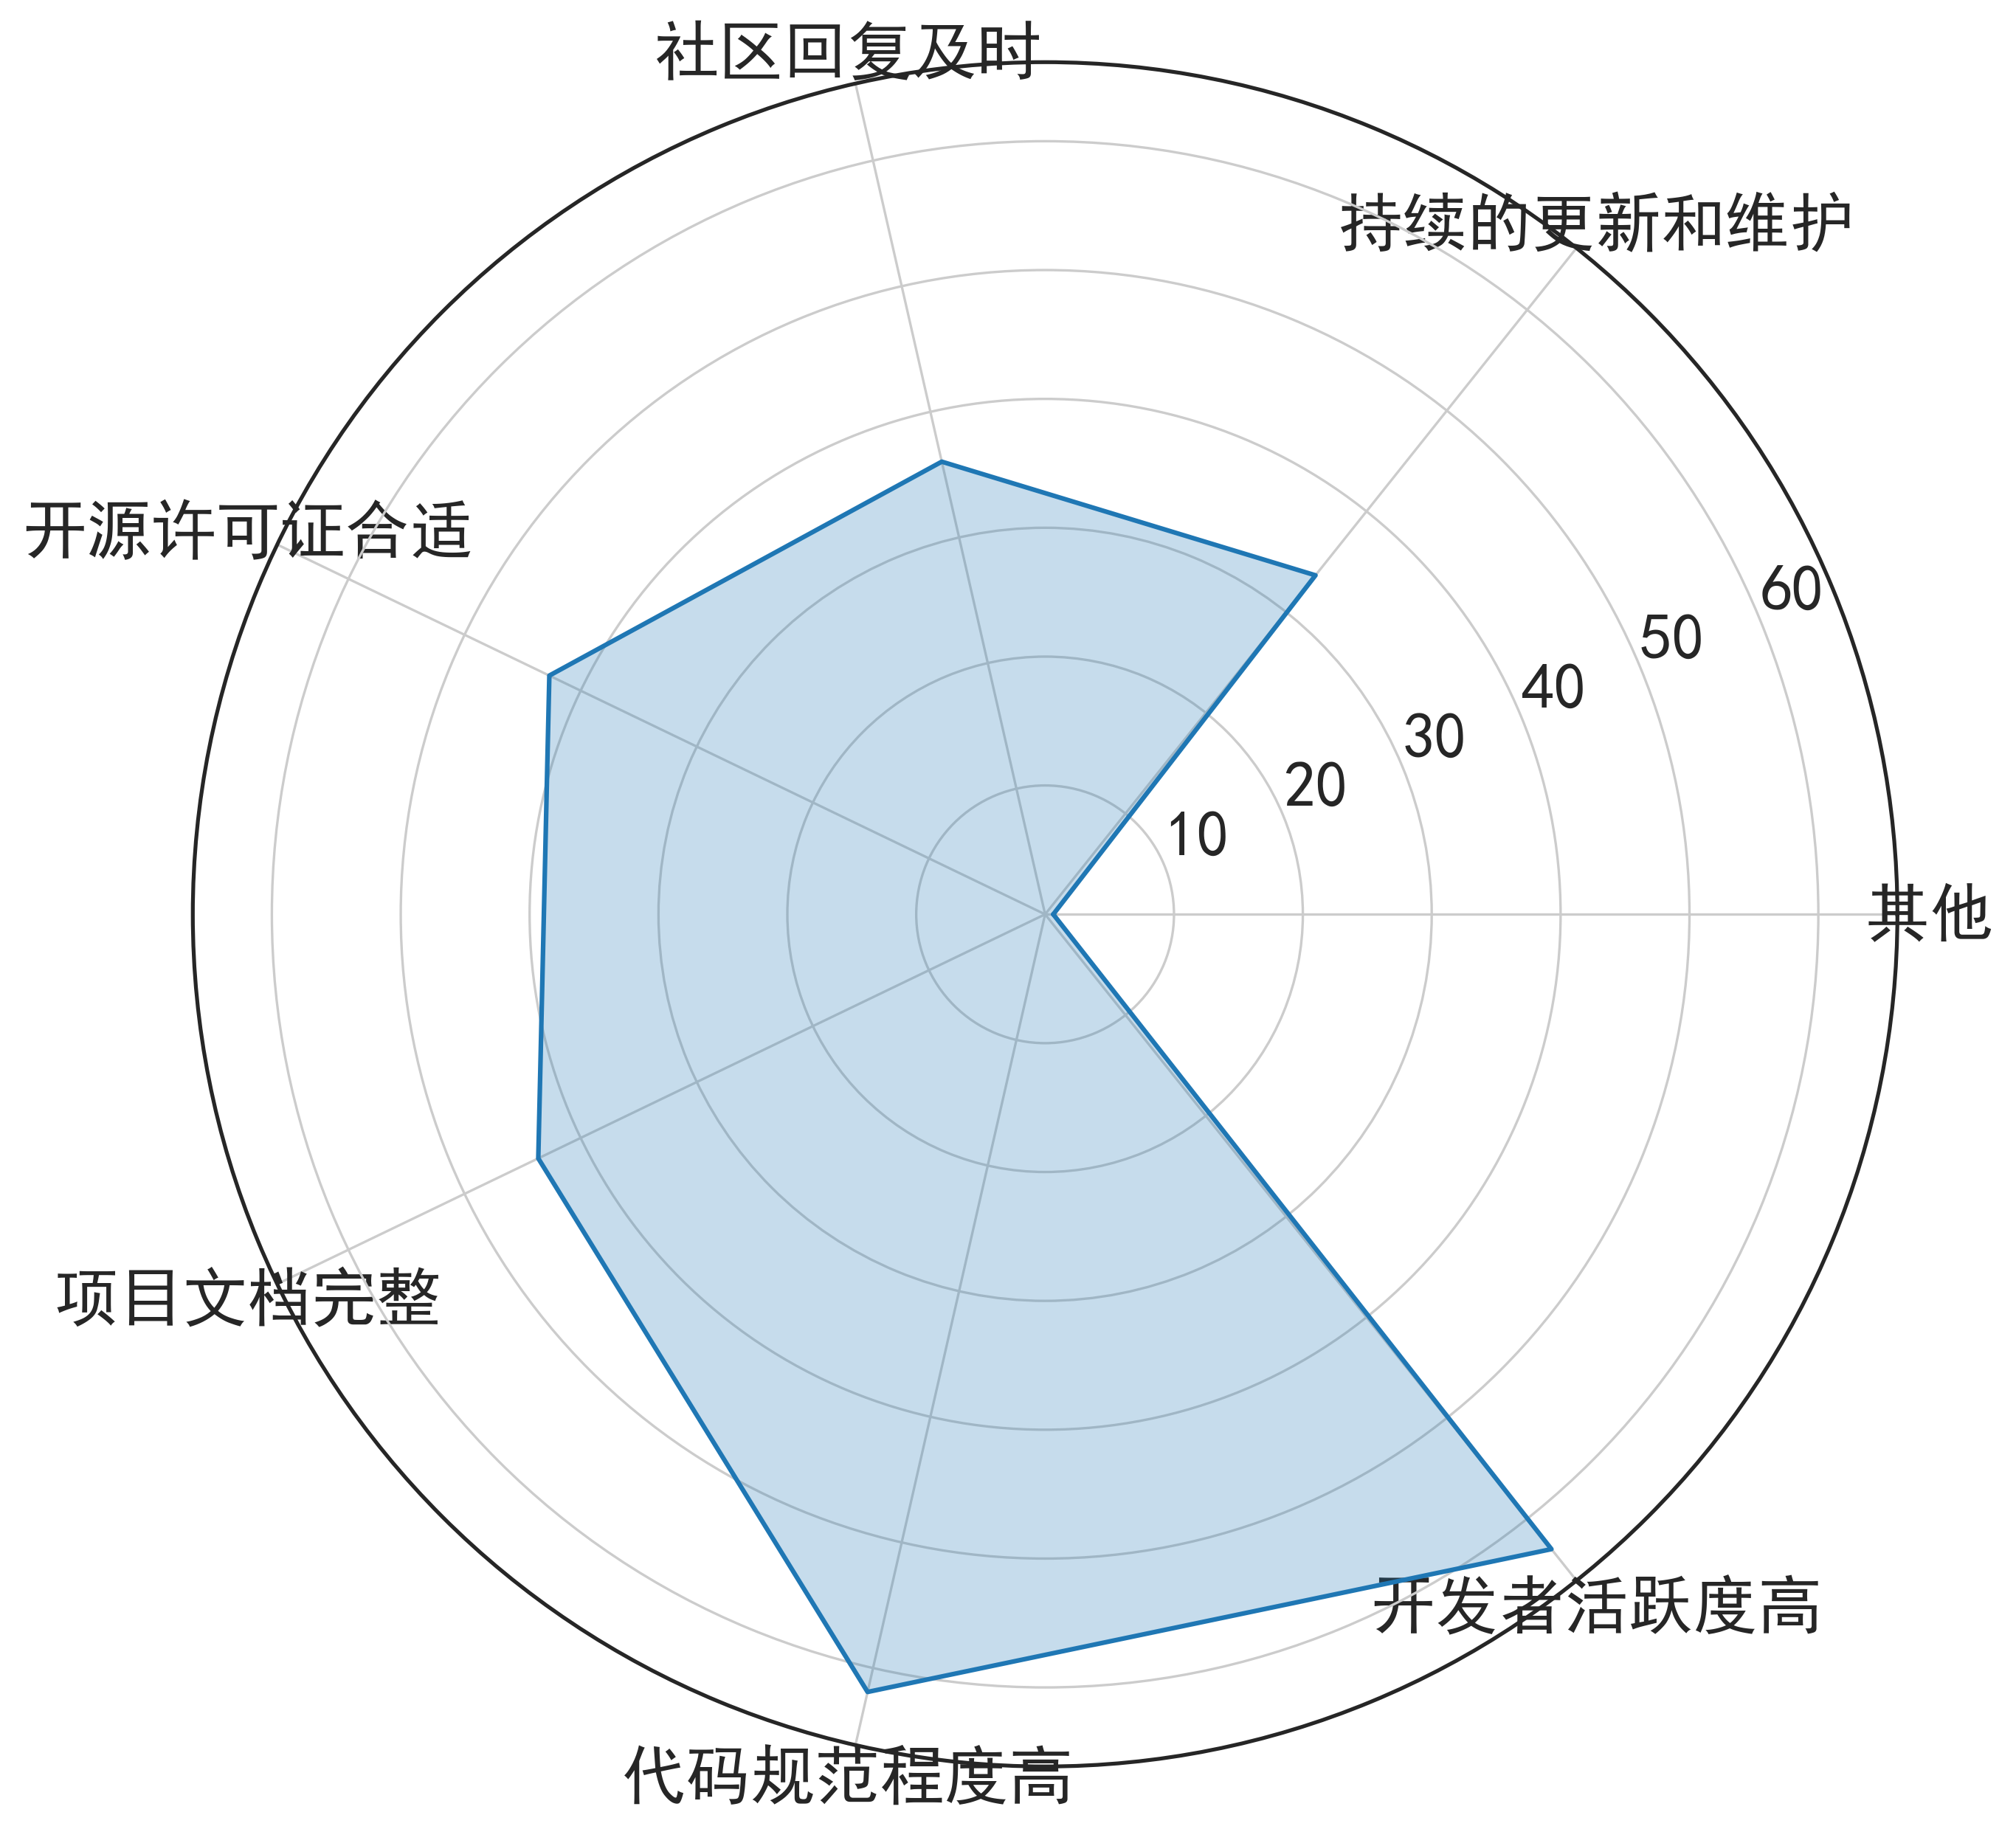 社区回复及时
持续的更新和维护
开源许可证合适
60
50
40
30
20
10
其他
项目文档完整
开发者活跃度高
代码规范程度高